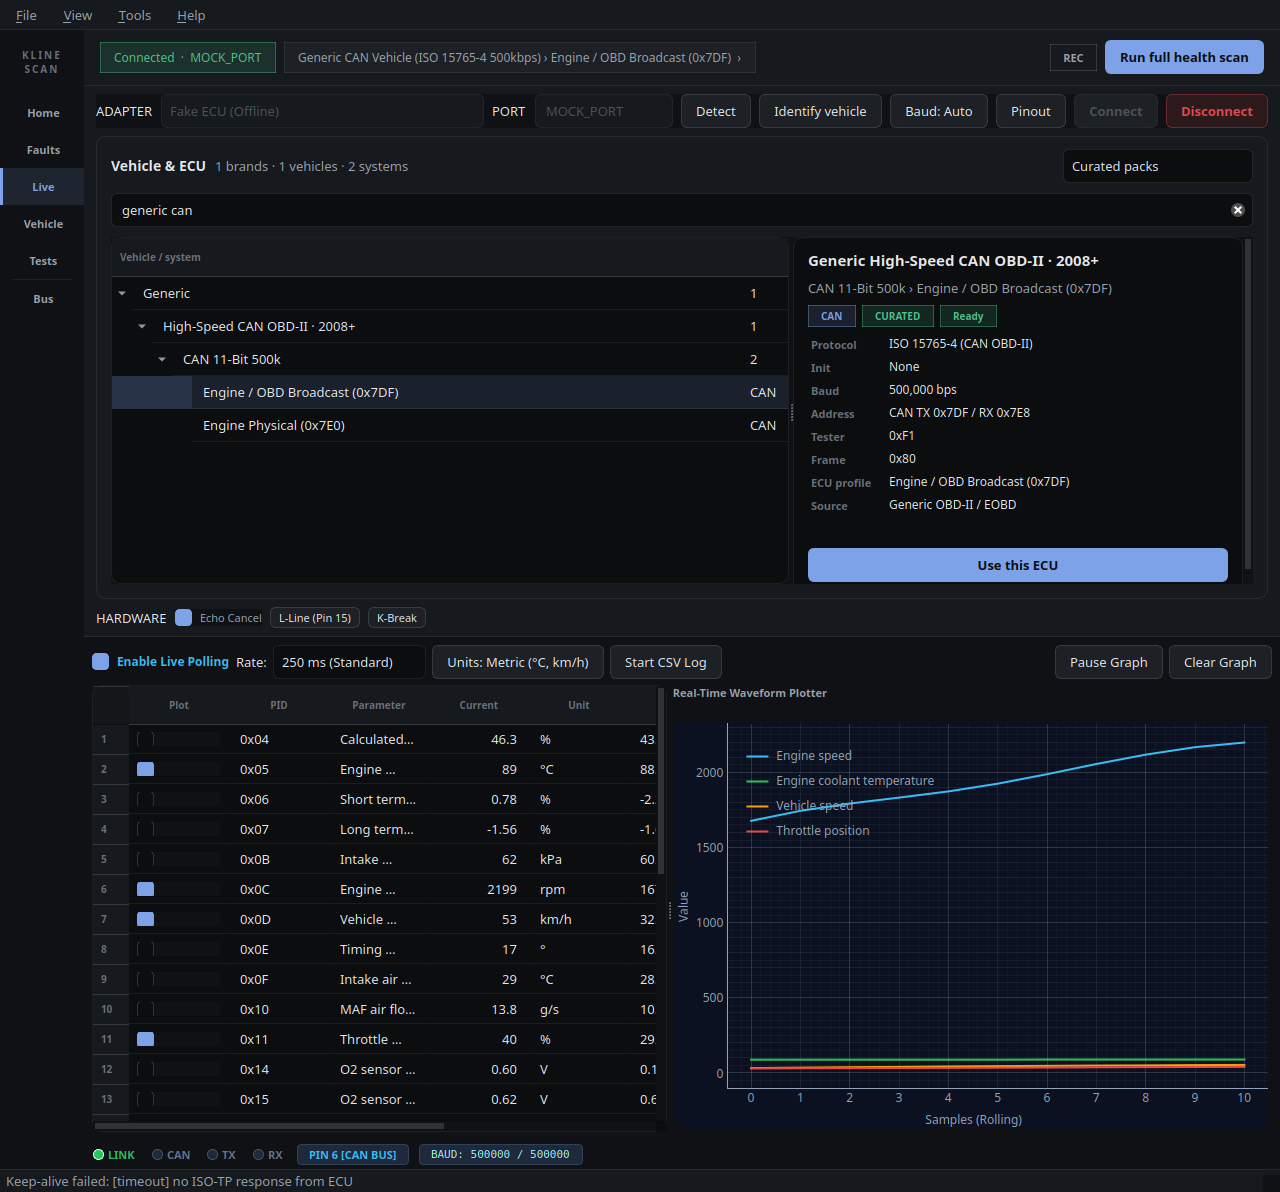 File View Tools Help
KLINE
SCAN
Connected · MOCK_PORT
Generic CAN Vehicle (ISO 15765-4 500kbps) › Engine / OBD Broadcast (0x7DF) ›
REC
Run full health scan
Home
Faults
Live
Vehicle
Tests
Bus
ADAPTER Fake ECU (Offline) PORT MOCK_PORT Detect Identify vehicle Baud: Auto Pinout Connect Disconnect
Vehicle & ECU 1 brands · 1 vehicles · 2 systems Curated packs
generic can
Vehicle / system
Generic 1
High-Speed CAN OBD-II · 2008+ 1
CAN 11-Bit 500k 2
Engine / OBD Broadcast (0x7DF) CAN
Engine Physical (0x7E0) CAN
Generic High-Speed CAN OBD-II · 2008+
CAN 11-Bit 500k › Engine / OBD Broadcast (0x7DF)
CAN CURATED Ready
Protocol ISO 15765-4 (CAN OBD-II)
Init None
Baud 500,000 bps
Address CAN TX 0x7DF / RX 0x7E8
Tester 0xF1
Frame 0x80
ECU profile Engine / OBD Broadcast (0x7DF)
Source Generic OBD-II / EOBD
Use this ECU
HARDWARE Echo Cancel L-Line (Pin 15) K-Break
Enable Live Polling Rate: 250 ms (Standard) Units: Metric (°C, km/h) Start CSV Log Pause Graph Clear Graph
Plot PID Parameter Current Unit
1 0x04 Calculated... 46.3 % 43.
2 0x05 Engine ... 89 °C 88.
3 0x06 Short term... 0.78 % -2.
4 0x07 Long term... -1.56 % -1.
5 0x0B Intake ... 62 kPa 60.
6 0x0C Engine ... 2199 rpm 16
7 0x0D Vehicle ... 53 km/h 32.
8 0x0E Timing ... 17 ° 16.
9 0x0F Intake air ... 29 °C 28.
10 0x10 MAF air flo... 13.8 g/s 10.
11 0x11 Throttle ... 40 % 29.
12 0x14 O2 sensor ... 0.60 V 0.1
13 0x15 O2 sensor ... 0.62 V 0.6
Real-Time Waveform Plotter
Engine speed
Engine coolant temperature
Vehicle speed
Throttle position
2000
1500
1000
500
0
Value
0 1 2 3 4 5 6 7 8 9 10
Samples (Rolling)
LINK CAN TX RX PIN 6 [CAN BUS] BAUD: 500000 / 500000
Keep-alive failed: [timeout] no ISO-TP response from ECU